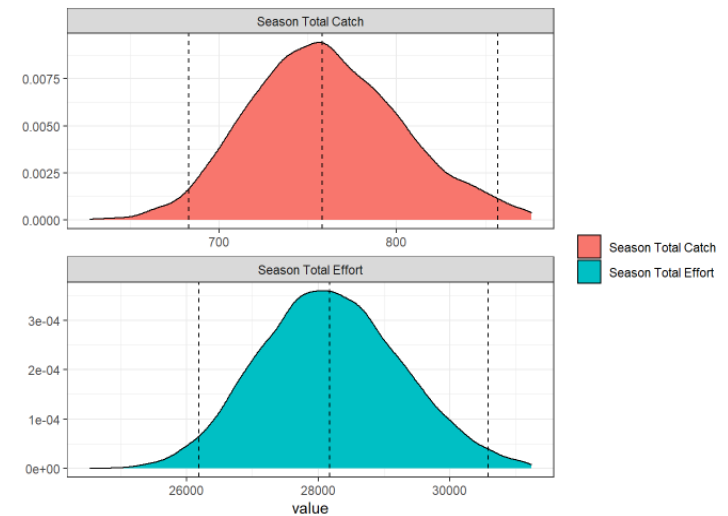 Season Total Catch
0.0075
0.0050
0.0025
0.0000
700 800
Season Total Effort
3e-04
2e-04
1e-04
0e+00
26000 28000 30000
value
Season Total Catch
Season Total Effort